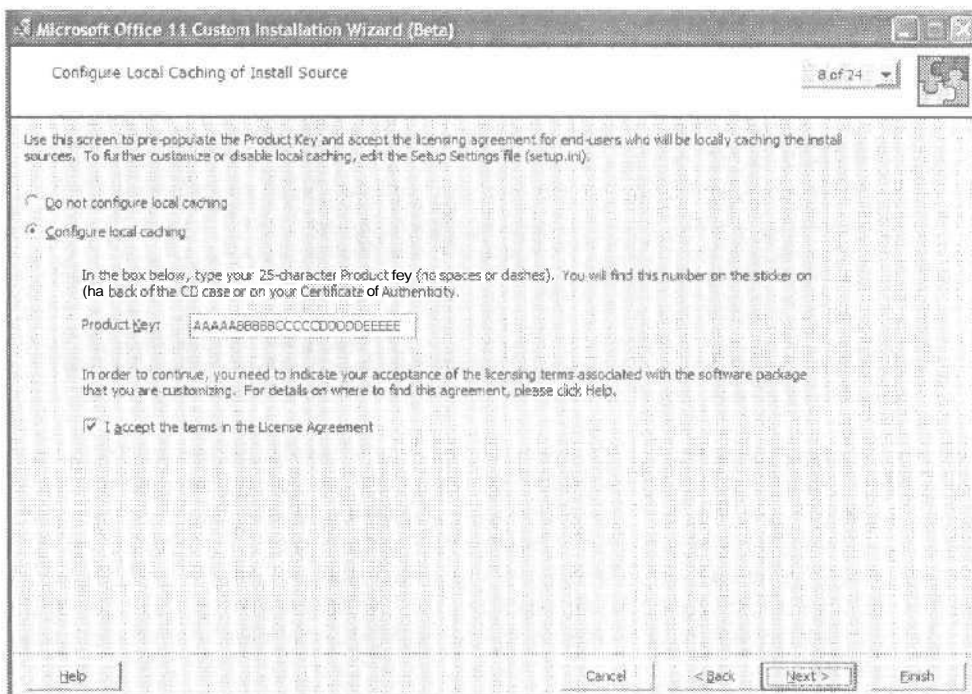 Microsoft Office 11 Custom Installation Wizard (Beta)
Configure Local Caching of Install Source
8 of 24
Use this screen to pre-populate the Product Key and accept the licensing agreement for end-users who will be locally caching the install
sources. To further customize or disable local caching, edit the Setup Settings file (setup.ini).
Do not configure local caching
Configure local caching
In the box below, type your 25-character Product fey (no spaces or dashes). You will find this number on the sticker on
(ha back of the CD case or on your Certificate of Authenticity.
Product Key: AAAAABBBBBCCCCCDDDDDEEEEE
In order to continue, you need to indicate your acceptance of the licensing terms associated with the software package
that you are customizing. For details on where to find this agreement, please click Help.
I accept the terms in the License Agreement
Help Cancel < Back Next > Finish